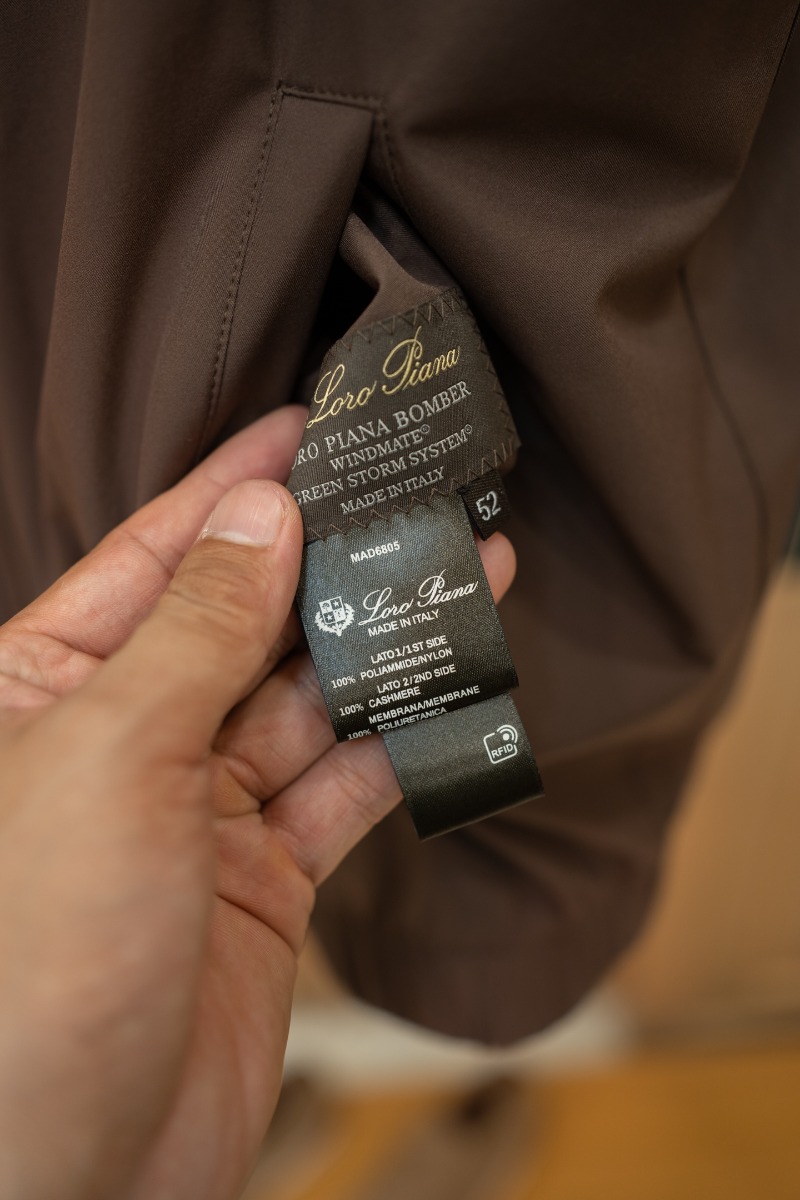 Loro Piana
RO PIANA BOMBER
WINDMATE®
GREEN STORM SYSTEM®
MADE IN ITALY
52
MAD6805
Loro Piana
MADE IN ITALY
LATO 1/1ST SIDE
100% POLIAMMIDE/NYLON
LATO 2/2ND SIDE
100% CASHMERE
MEMBRANA/MEMBRANE
100% POLIURETANICA
RFID